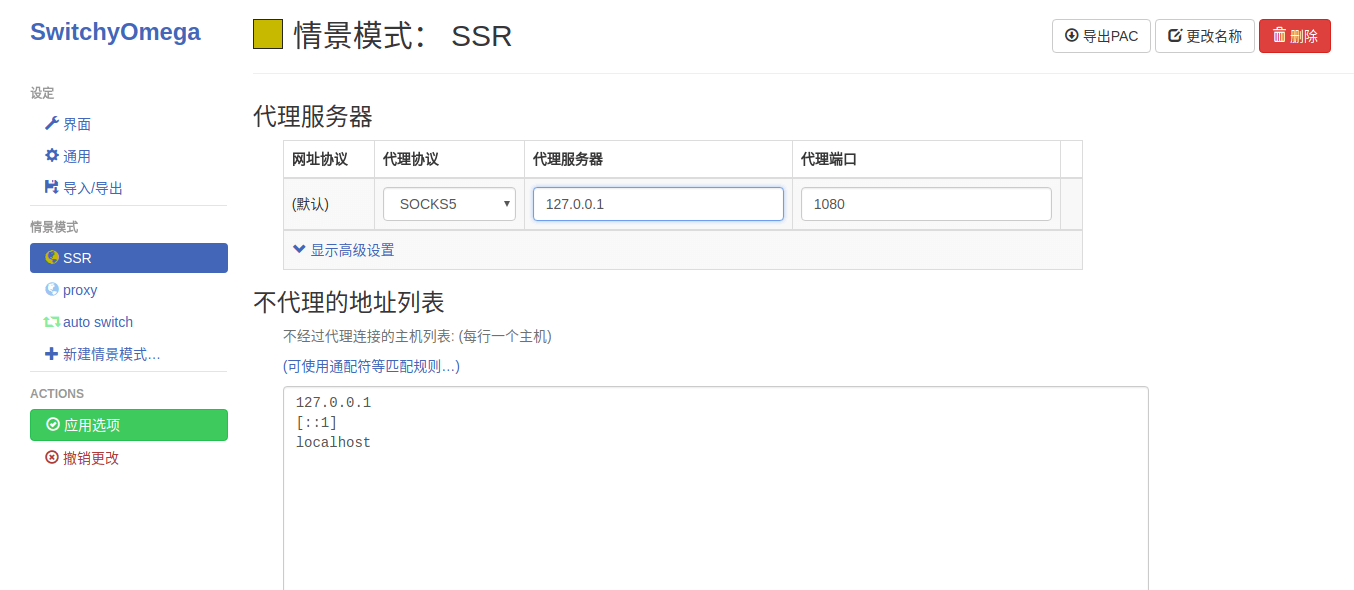 SwitchyOmega
设定
界面
通用
导入/导出
情景模式
SSR
proxy
auto switch
新建情景模式…
ACTIONS
应用选项
撤销更改
情景模式： SSR
导出PAC 更改名称 删除
代理服务器
网址协议 代理协议 代理服务器 代理端口
(默认) SOCKS5 127.0.0.1 1080
显示高级设置
不代理的地址列表
不经过代理连接的主机列表: (每行一个主机)
(可使用通配符等匹配规则…)
127.0.0.1
[::1]
localhost